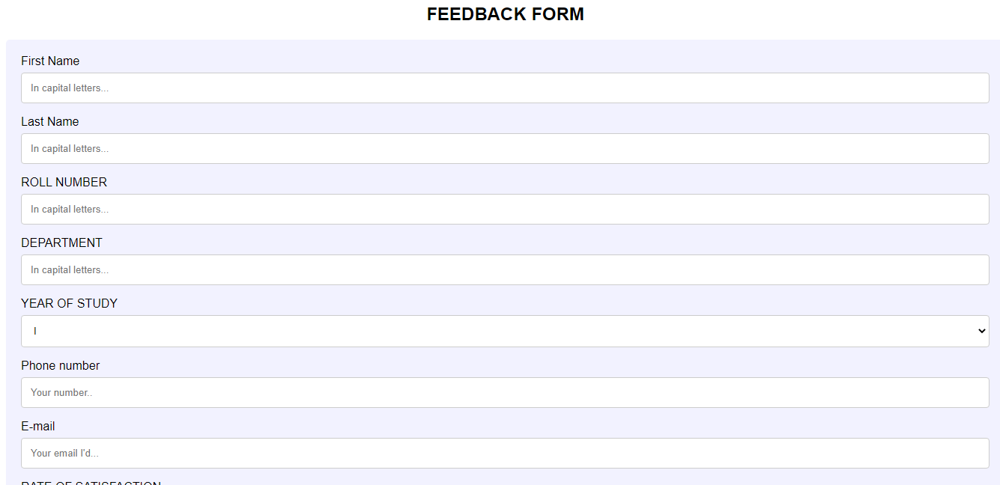 FEEDBACK FORM
First Name
In capital letters...
Last Name
In capital letters...
ROLL NUMBER
In capital letters...
DEPARTMENT
In capital letters...
YEAR OF STUDY
I
Phone number
Your number..
E-mail
Your email I'd...
RATE OF SATISFACTION